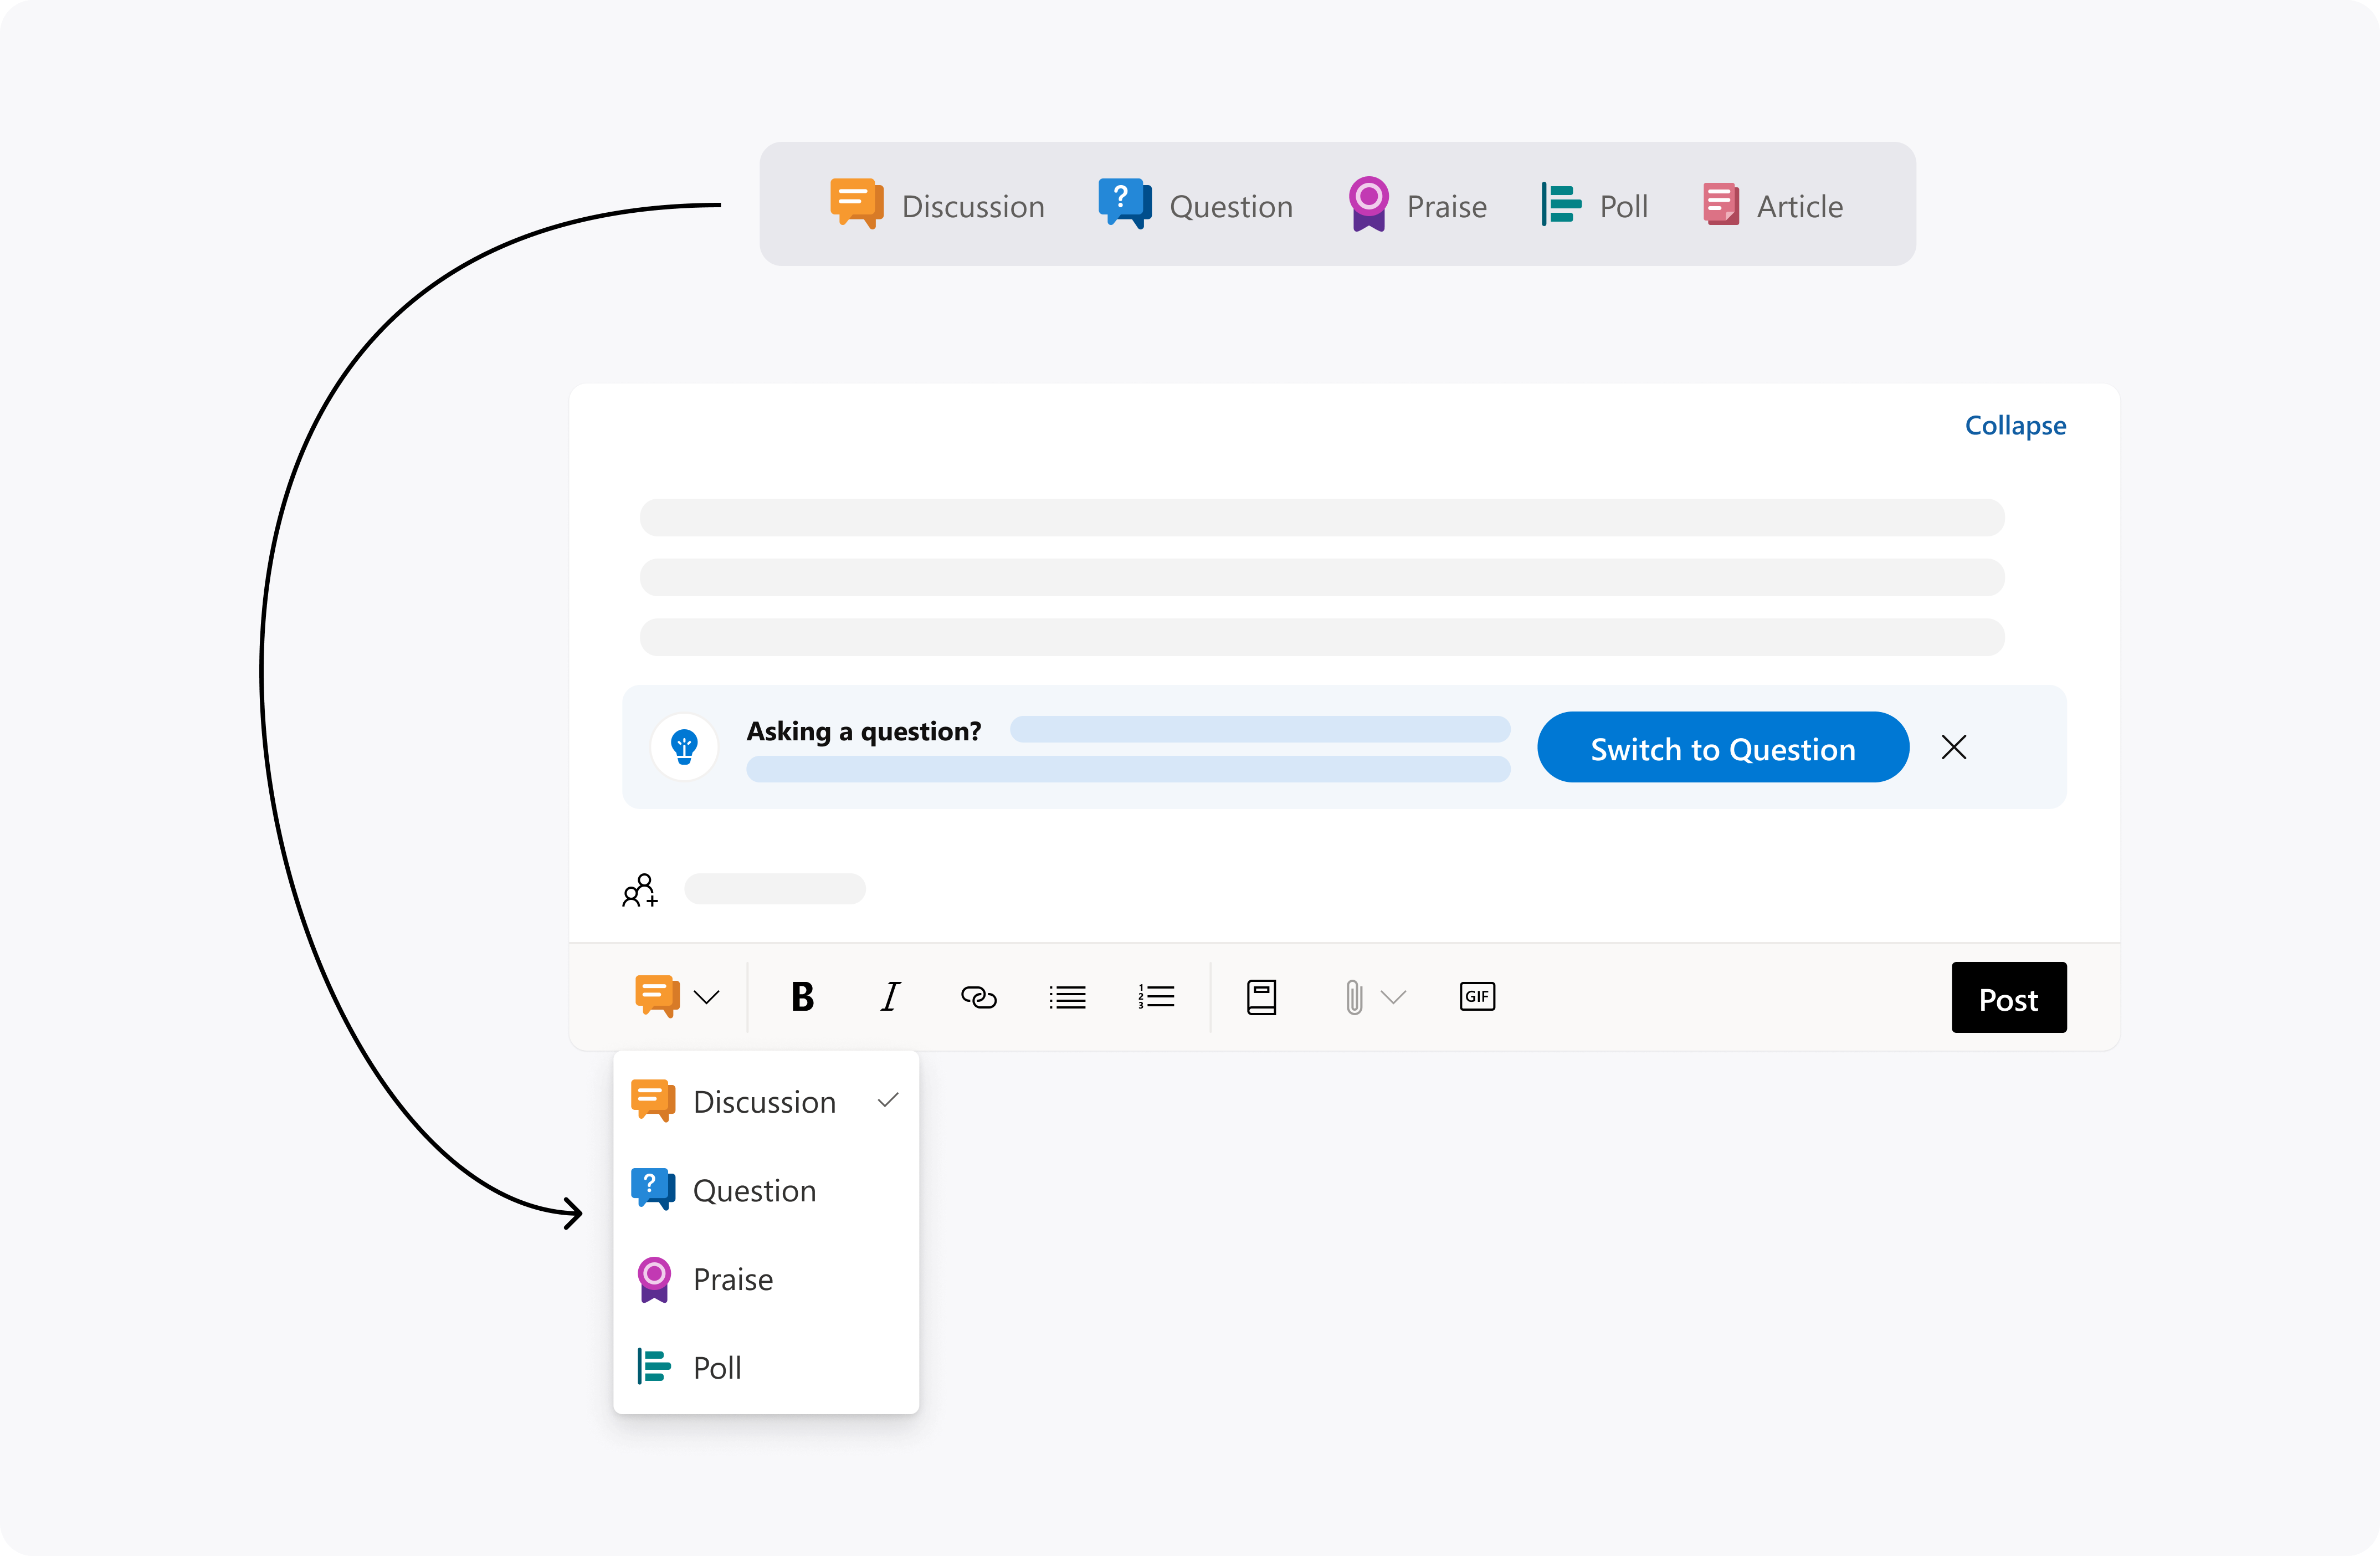 Discussion Question Praise Poll Article
Collapse
Asking a question?
Switch to Question
B I GIF
Post
Discussion
Question
Praise
Poll